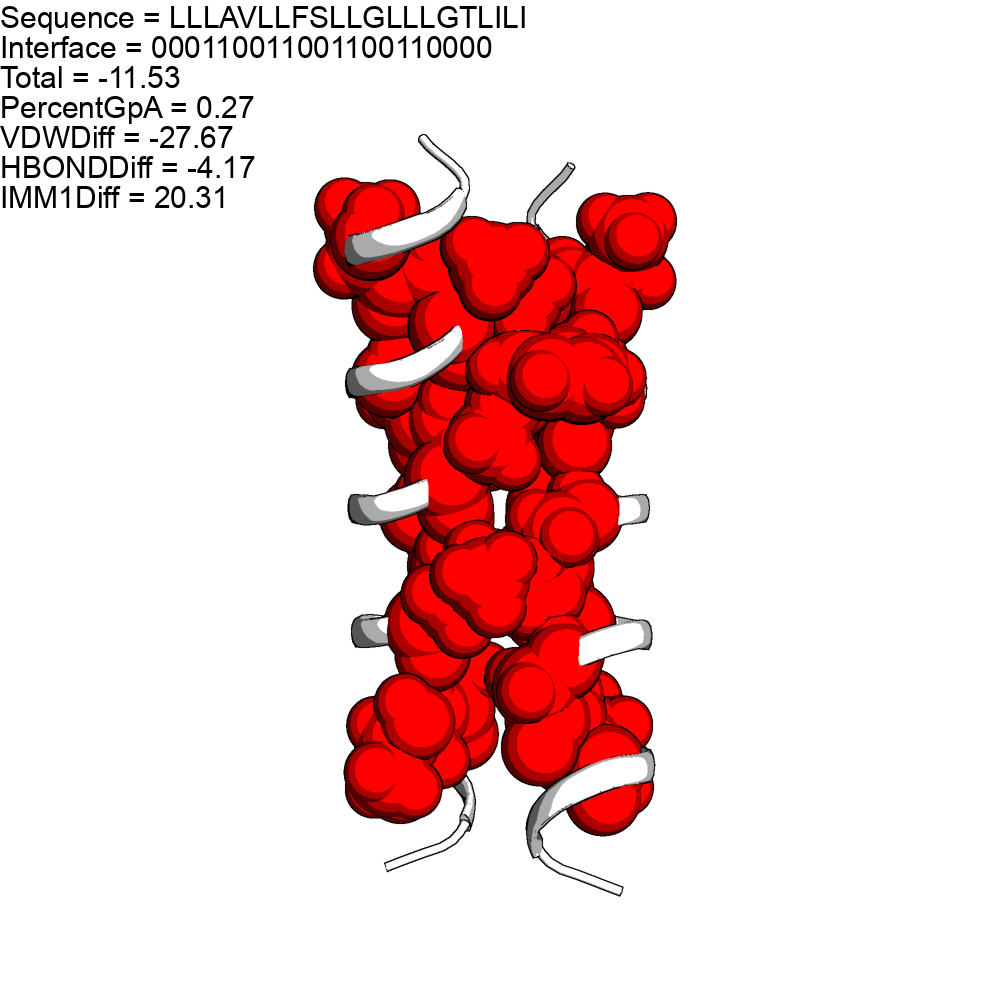 Sequence = LLLAVLLFSLLGLLLGTLILI
Interface = 000110011001100110000
Total = -11.53
PercentGpA = 0.27
VDWDiff = -27.67
HBONDDiff = -4.17
IMM1Diff = 20.31